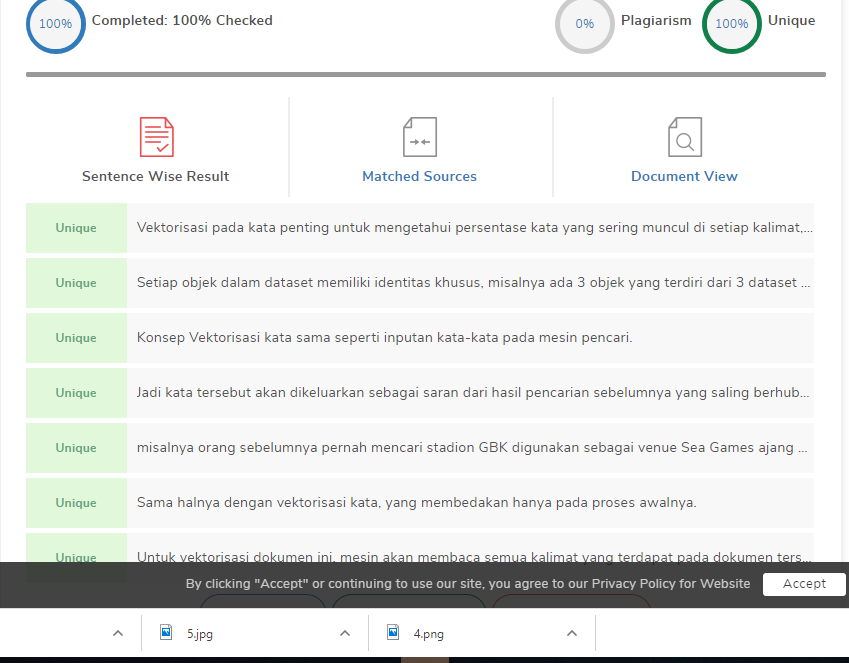 100% Completed: 100% Checked 0% Plagiarism 100% Unique
Sentence Wise Result Matched Sources Document View
Unique Vektorisasi pada kata penting untuk mengetahui persentase kata yang sering muncul di setiap kalimat,...
Unique Setiap objek dalam dataset memiliki identitas khusus, misalnya ada 3 objek yang terdiri dari 3 dataset ...
Unique Konsep Vektorisasi kata sama seperti inputan kata-kata pada mesin pencari.
Unique Jadi kata tersebut akan dikeluarkan sebagai saran dari hasil pencarian sebelumnya yang saling berhub...
Unique misalnya orang sebelumnya pernah mencari stadion GBK digunakan sebagai venue Sea Games ajang ...
Unique Sama halnya dengan vektorisasi kata, yang membedakan hanya pada proses awalnya.
Unique Untuk vektorisasi dokumen ini, mesin akan membaca semua kalimat yang terdapat pada dokumen ters...
By clicking "Accept" or continuing to use our site, you agree to our Privacy Policy for Website Accept
5.jpg 4.png